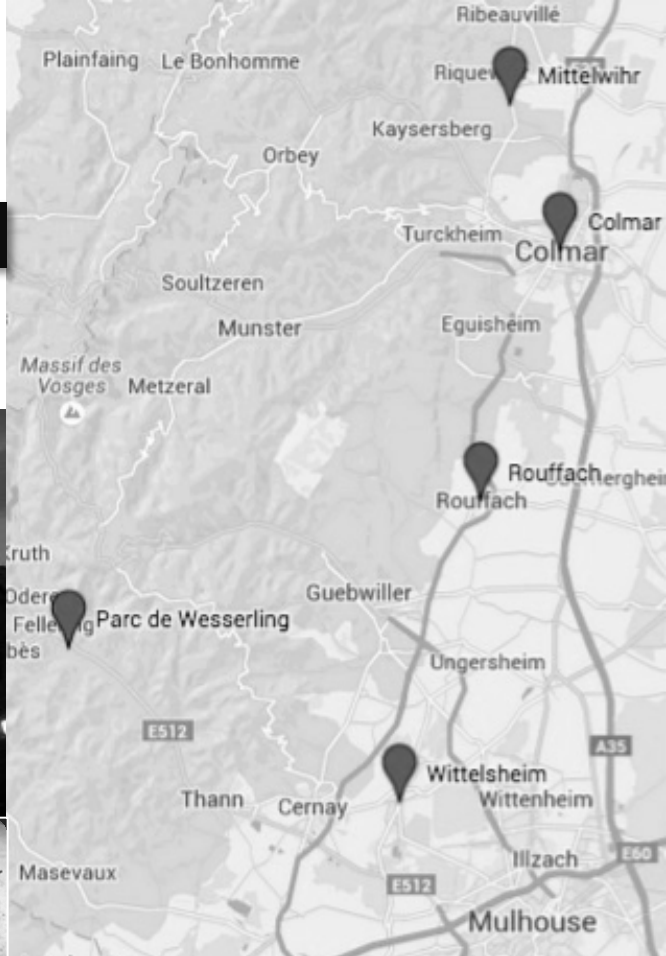 Ribeauvillé
Plainfaing
Le Bonhomme
Mittelwihr
Kaysersberg
Orbey
Colmar
Turckheim
Colmar
Soultzeren
Munster
Eguisheim
Massif des
Vosges
Metzeral
Rouffach
Rouffach
Kruth
Guebwiller
Parc de Wesserling
Ungersheim
E512
A35
Wittelsheim
Thann
Cernay
Wittenheim
Illzach
E60
Masevaux
E512
Mulhouse